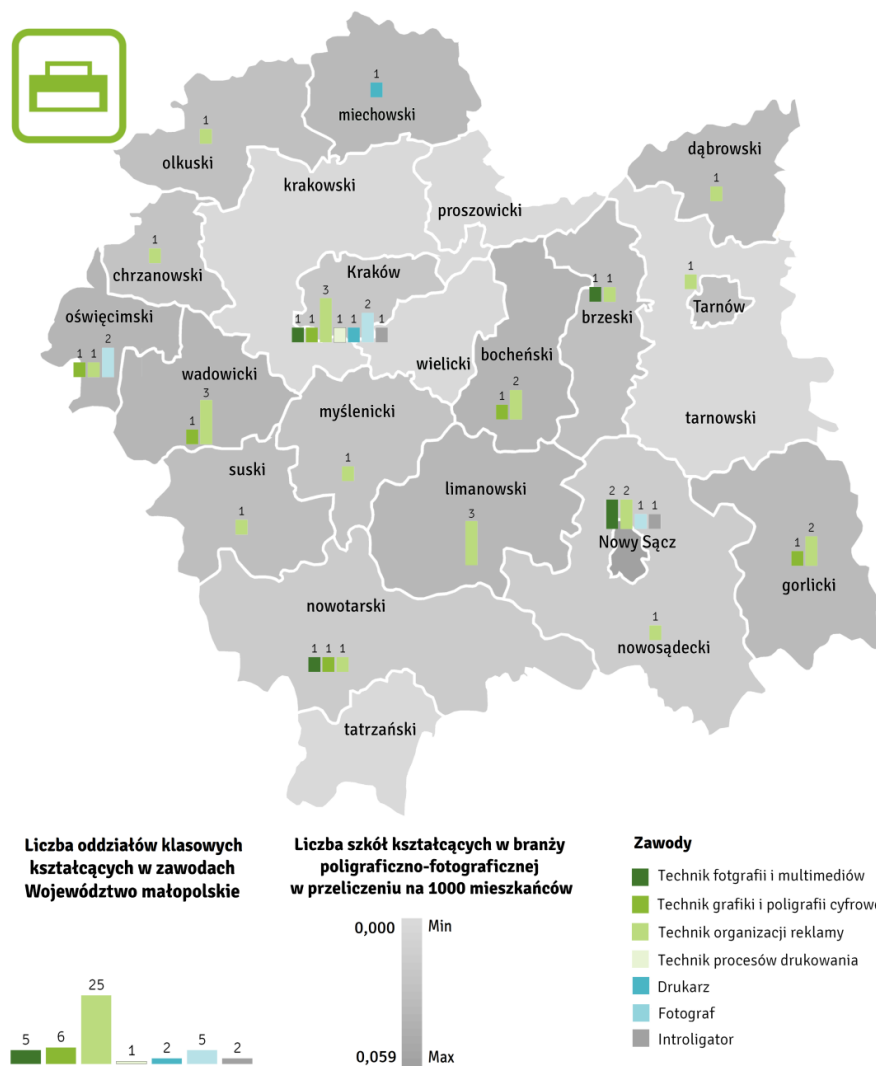 1
miechowski
1
olkuski
dąbrowski
1
krakowski
proszowicki
1
chrzanowski
Kraków
3
1 1 1 1 2 1
1 1
brzeski
1
Tarnów
oświęcimski
1 1 2
wielicki
bocheński
1 2
wadowicki
1 3
myślenicki
1
tarnowski
suski
1
limanowski
3
2 2 1 1
Nowy Sącz
1 2
gorlicki
nowotarski
1 1 1
1
nowosądecki
tatrzański
Liczba oddziałów klasowych
kształcących w zawodach
Województwo małopolskie
5 6 25 1 2 5 2
Liczba szkół kształcących w branży
poligraficzno-fotograficznej
w przeliczeniu na 1000 mieszkańców
0,000 Min
0,059 Max
Zawody
Technik fotgrafii i multimediów
Technik grafiki i poligrafii cyfrowe
Technik organizacji reklamy
Technik procesów drukowania
Drukarz
Fotograf
Introligator